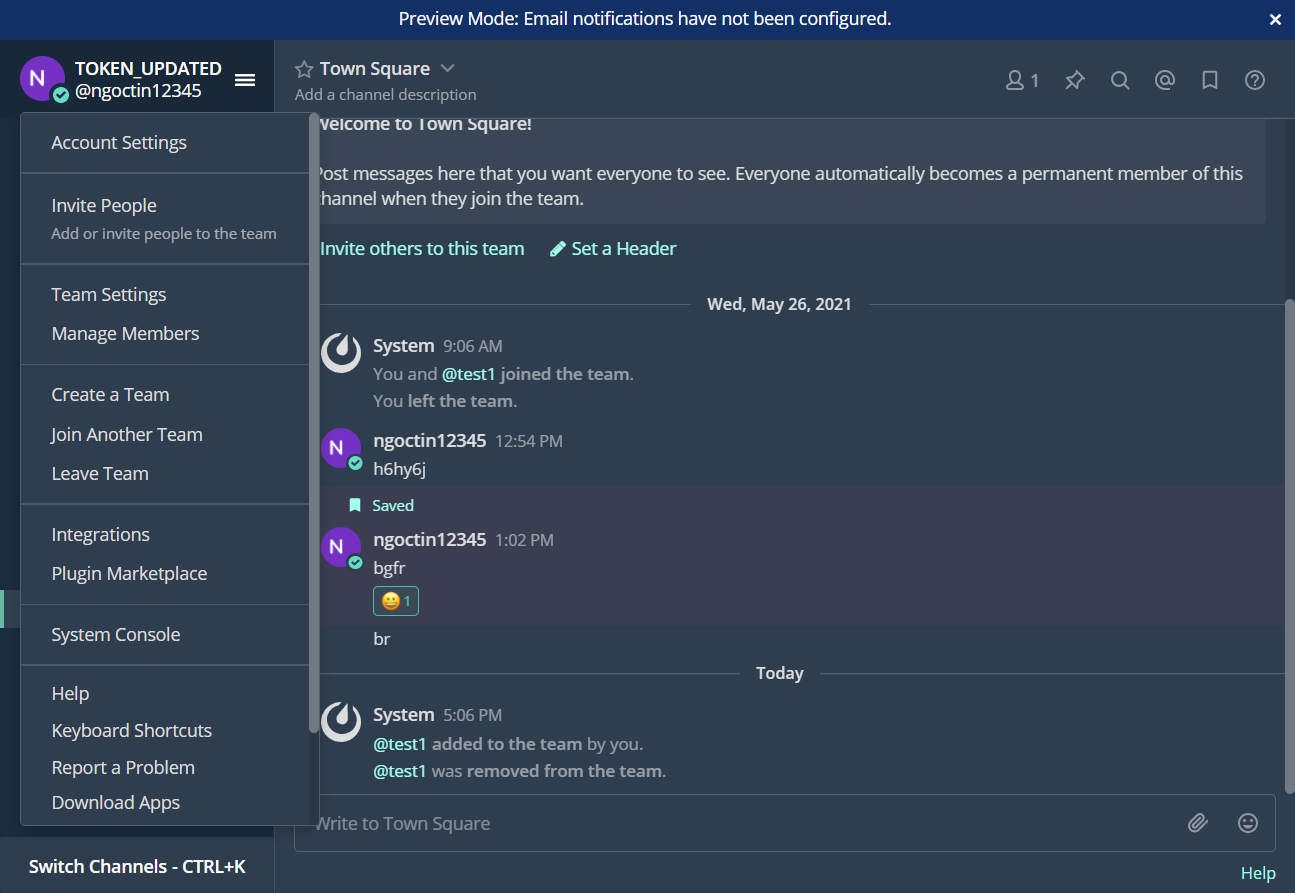 Preview Mode: Email notifications have not been configured.
N
TOKEN_UPDATED
@ngoctin12345
Town Square
Add a channel description
1
Account Settings
Invite People
Add or invite people to the team
Team Settings
Manage Members
Create a Team
Join Another Team
Leave Team
Integrations
Plugin Marketplace
System Console
Help
Keyboard Shortcuts
Report a Problem
Download Apps
Switch Channels - CTRL+K
Welcome to Town Square!
Post messages here that you want everyone to see. Everyone automatically becomes a permanent member of this
channel when they join the team.
Invite others to this team
Set a Header
Wed, May 26, 2021
System 9:06 AM
You and @test1 joined the team.
You left the team.
N
ngoctin12345 12:54 PM
h6hy6j
Saved
N
ngoctin12345 1:02 PM
bgfr
😀 1
br
Today
System 5:06 PM
@test1 added to the team by you.
@test1 was removed from the team.
Write to Town Square
Help